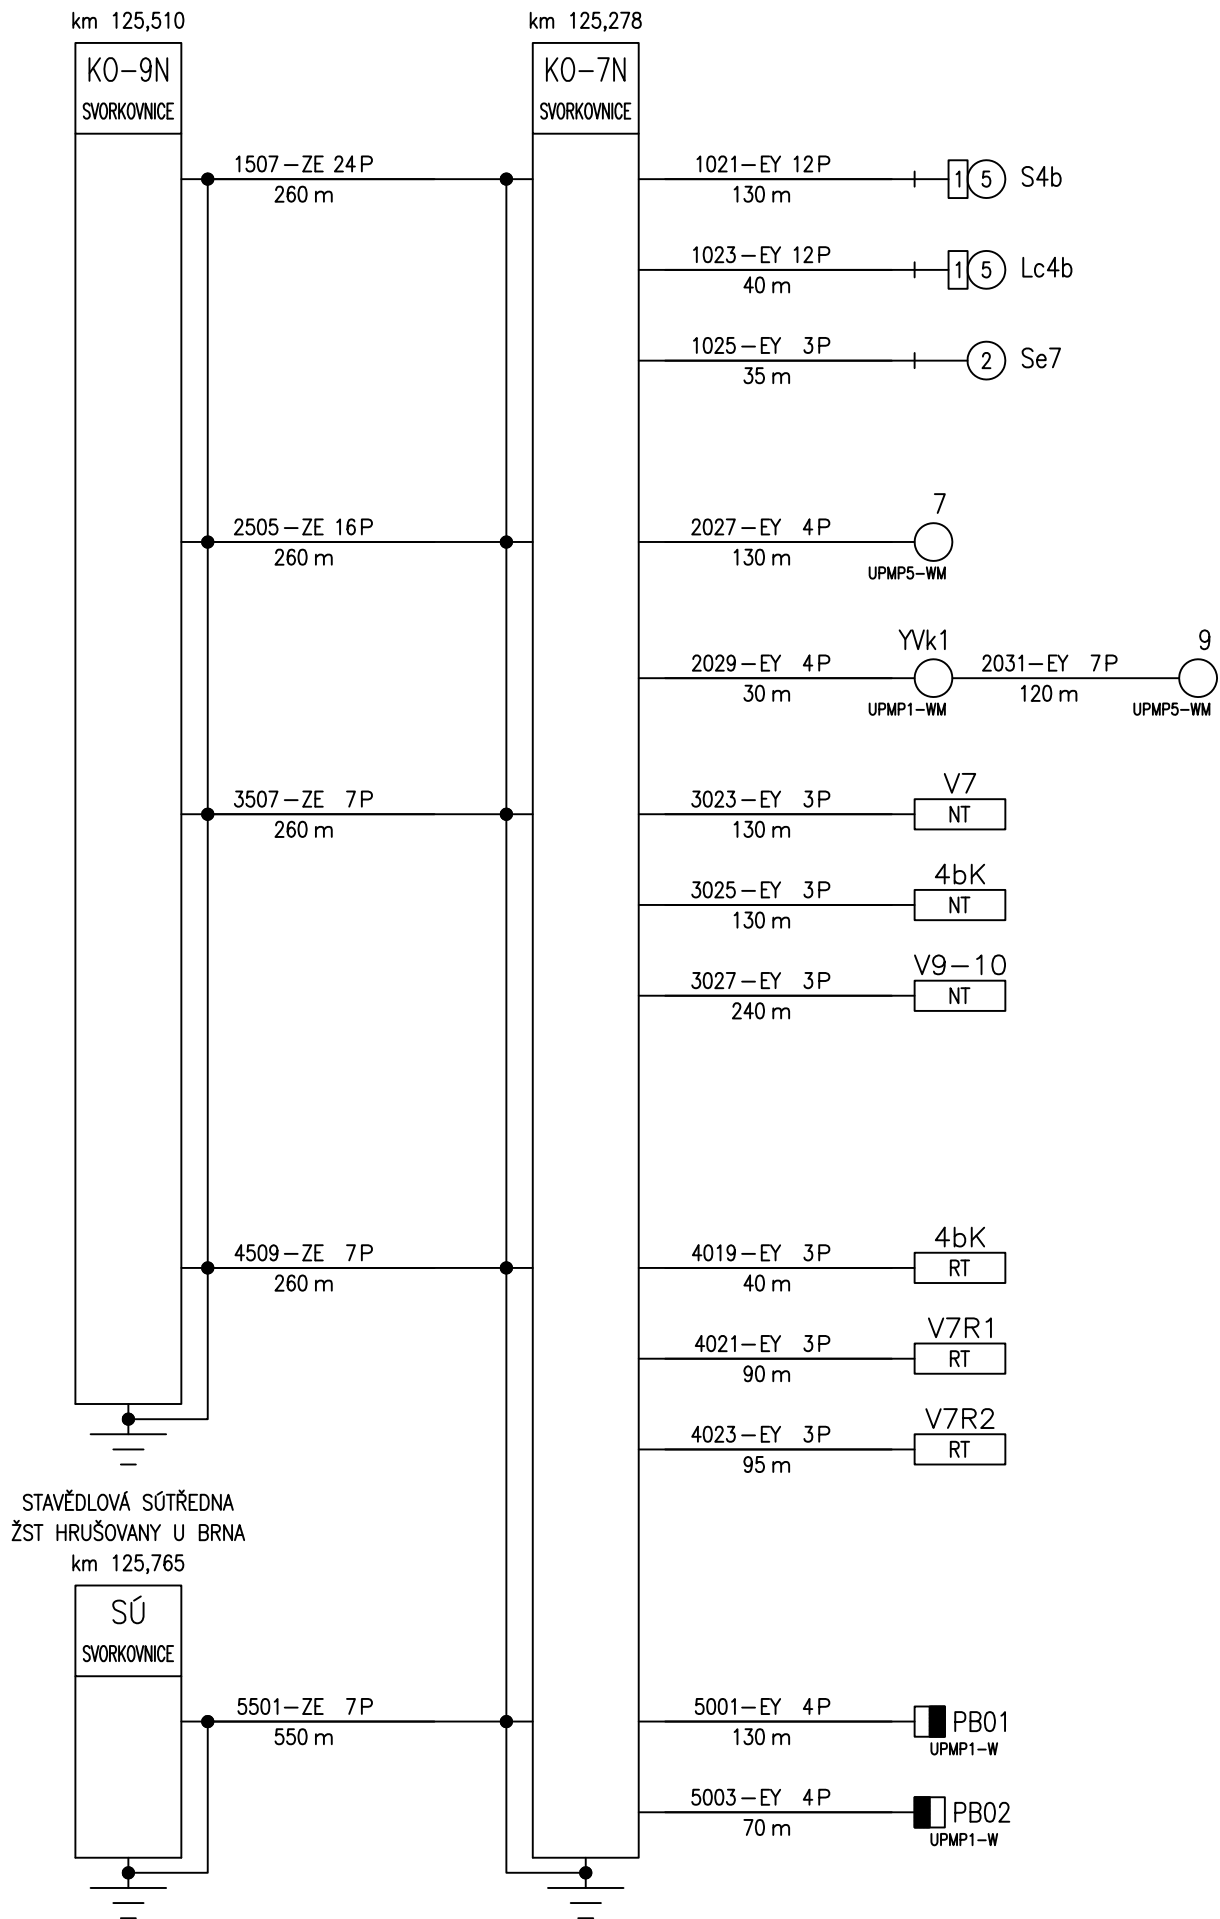 km 125,510
KO-9N
SVORKOVNICE
km 125,278
KO-7N
SVORKOVNICE
1507-ZE 24P
260 m
1021-EY 12P
130 m
1 5 S4b
1023-EY 12P
40 m
1 5 Lc4b
1025-EY 3P
35 m
2 Se7
2505-ZE 16P
260 m
2027-EY 4P
130 m
7
UPMP5-WM
2029-EY 4P
30 m
YVk1
UPMP1-WM
2031-EY 7P
120 m
9
UPMP5-WM
3507-ZE 7P
260 m
3023-EY 3P
130 m
V7
NT
3025-EY 3P
130 m
4bK
NT
3027-EY 3P
240 m
V9-10
NT
4509-ZE 7P
260 m
4019-EY 3P
40 m
4bK
RT
4021-EY 3P
90 m
V7R1
RT
4023-EY 3P
95 m
V7R2
RT
STAVĚDLOVÁ SÚTŘEDNA
ŽST HRUŠOVANY U BRNA
km 125,765
SÚ
SVORKOVNICE
5501-ZE 7P
550 m
5001-EY 4P
130 m
PB01
UPMP1-W
5003-EY 4P
70 m
PB02
UPMP1-W